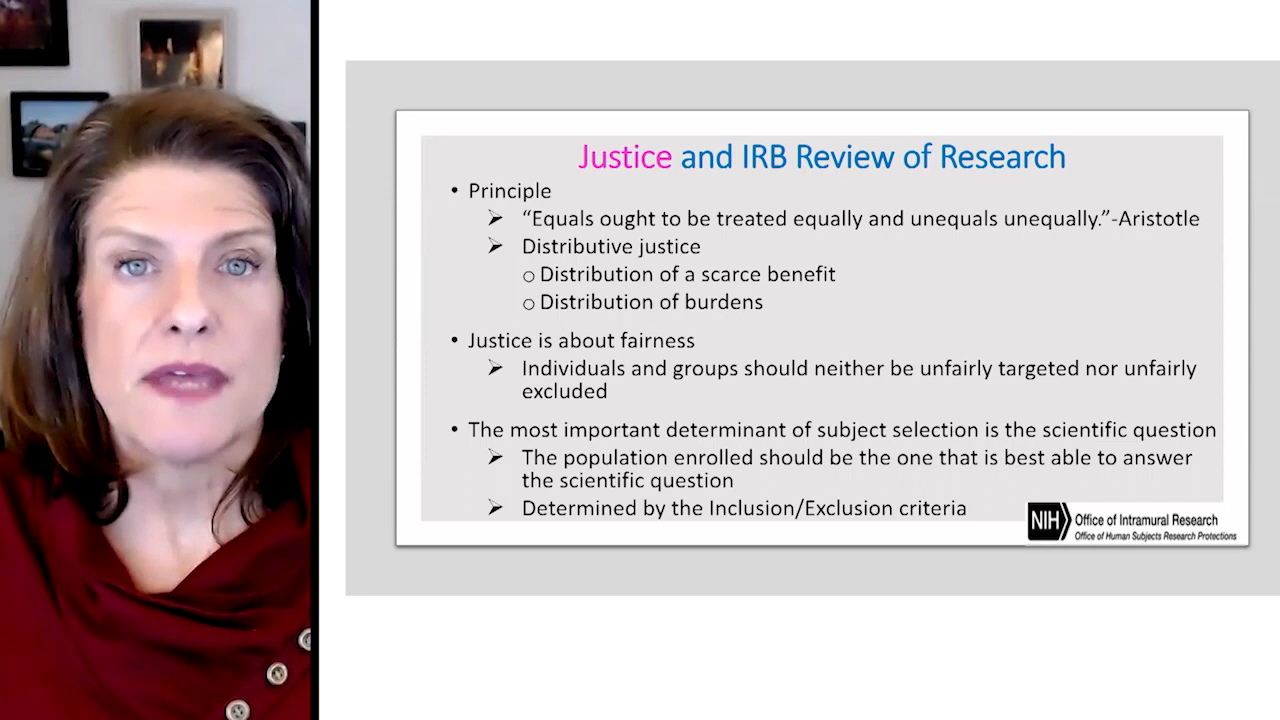 Justice and IRB Review of Research
• Principle
➢ “Equals ought to be treated equally and unequals unequally.”-Aristotle
➢ Distributive justice
o Distribution of a scarce benefit
o Distribution of burdens
• Justice is about fairness
➢ Individuals and groups should neither be unfairly targeted nor unfairly
excluded
• The most important determinant of subject selection is the scientific question
➢ The population enrolled should be the one that is best able to answer
the scientific question
➢ Determined by the Inclusion/Exclusion criteria
NIH Office of Intramural Research
Office of Human Subjects Research Protections